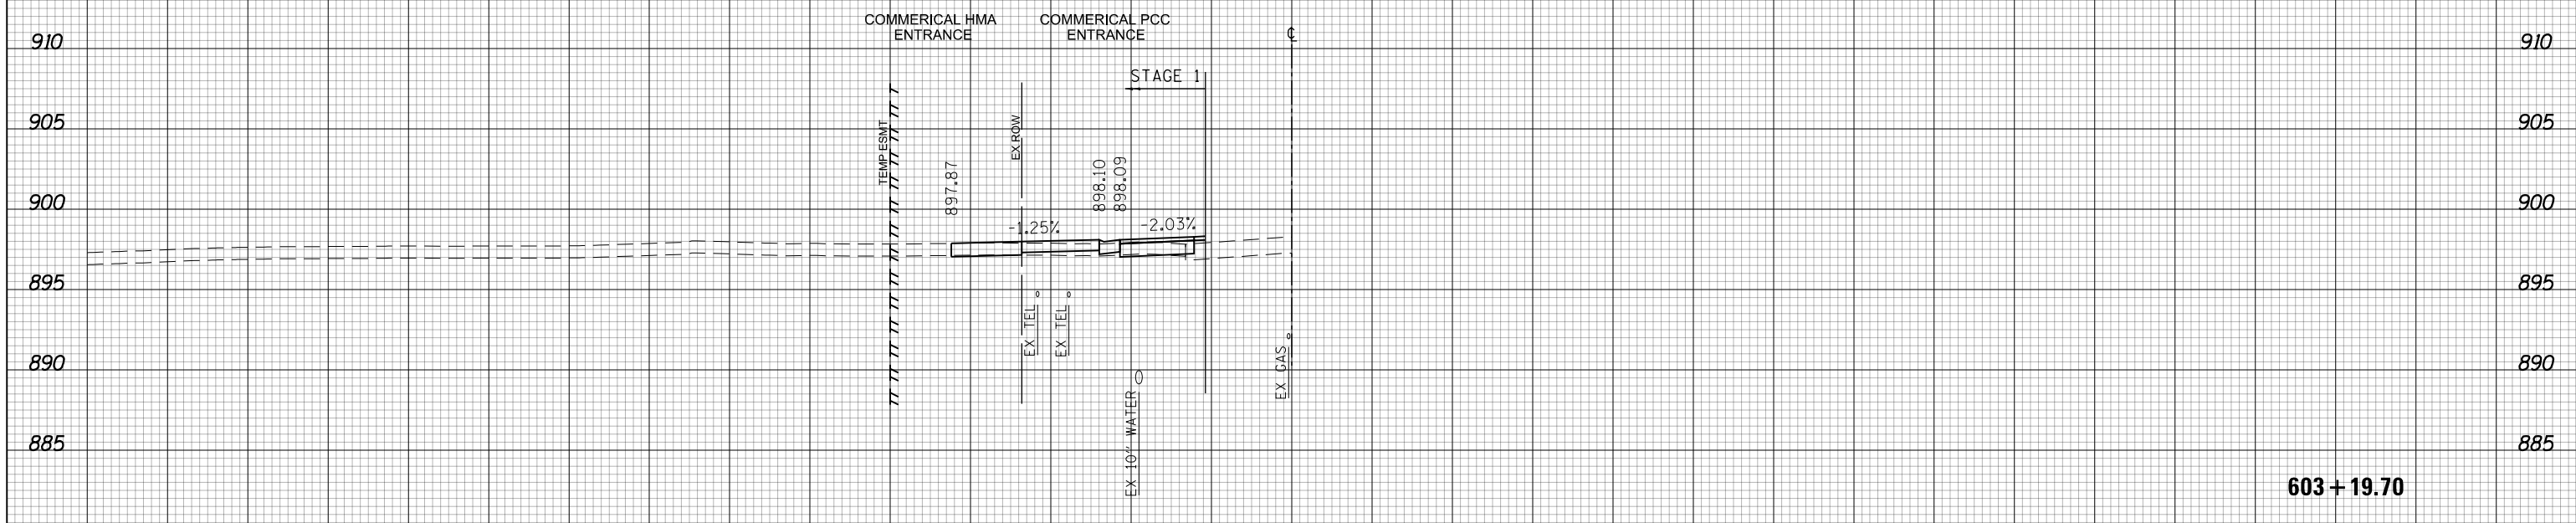 COMMERICAL HMA
ENTRANCE
COMMERICAL PCC
ENTRANCE
℄
910
910
STAGE 1
905
905
TEMP ESMT
EX ROW
897.87
898.10
898.09
900
900
-1.25%
-2.03%
895
895
EX TEL
EX TEL
890
890
EX GAS
EX 10" WATER
885
885
603 + 19.70